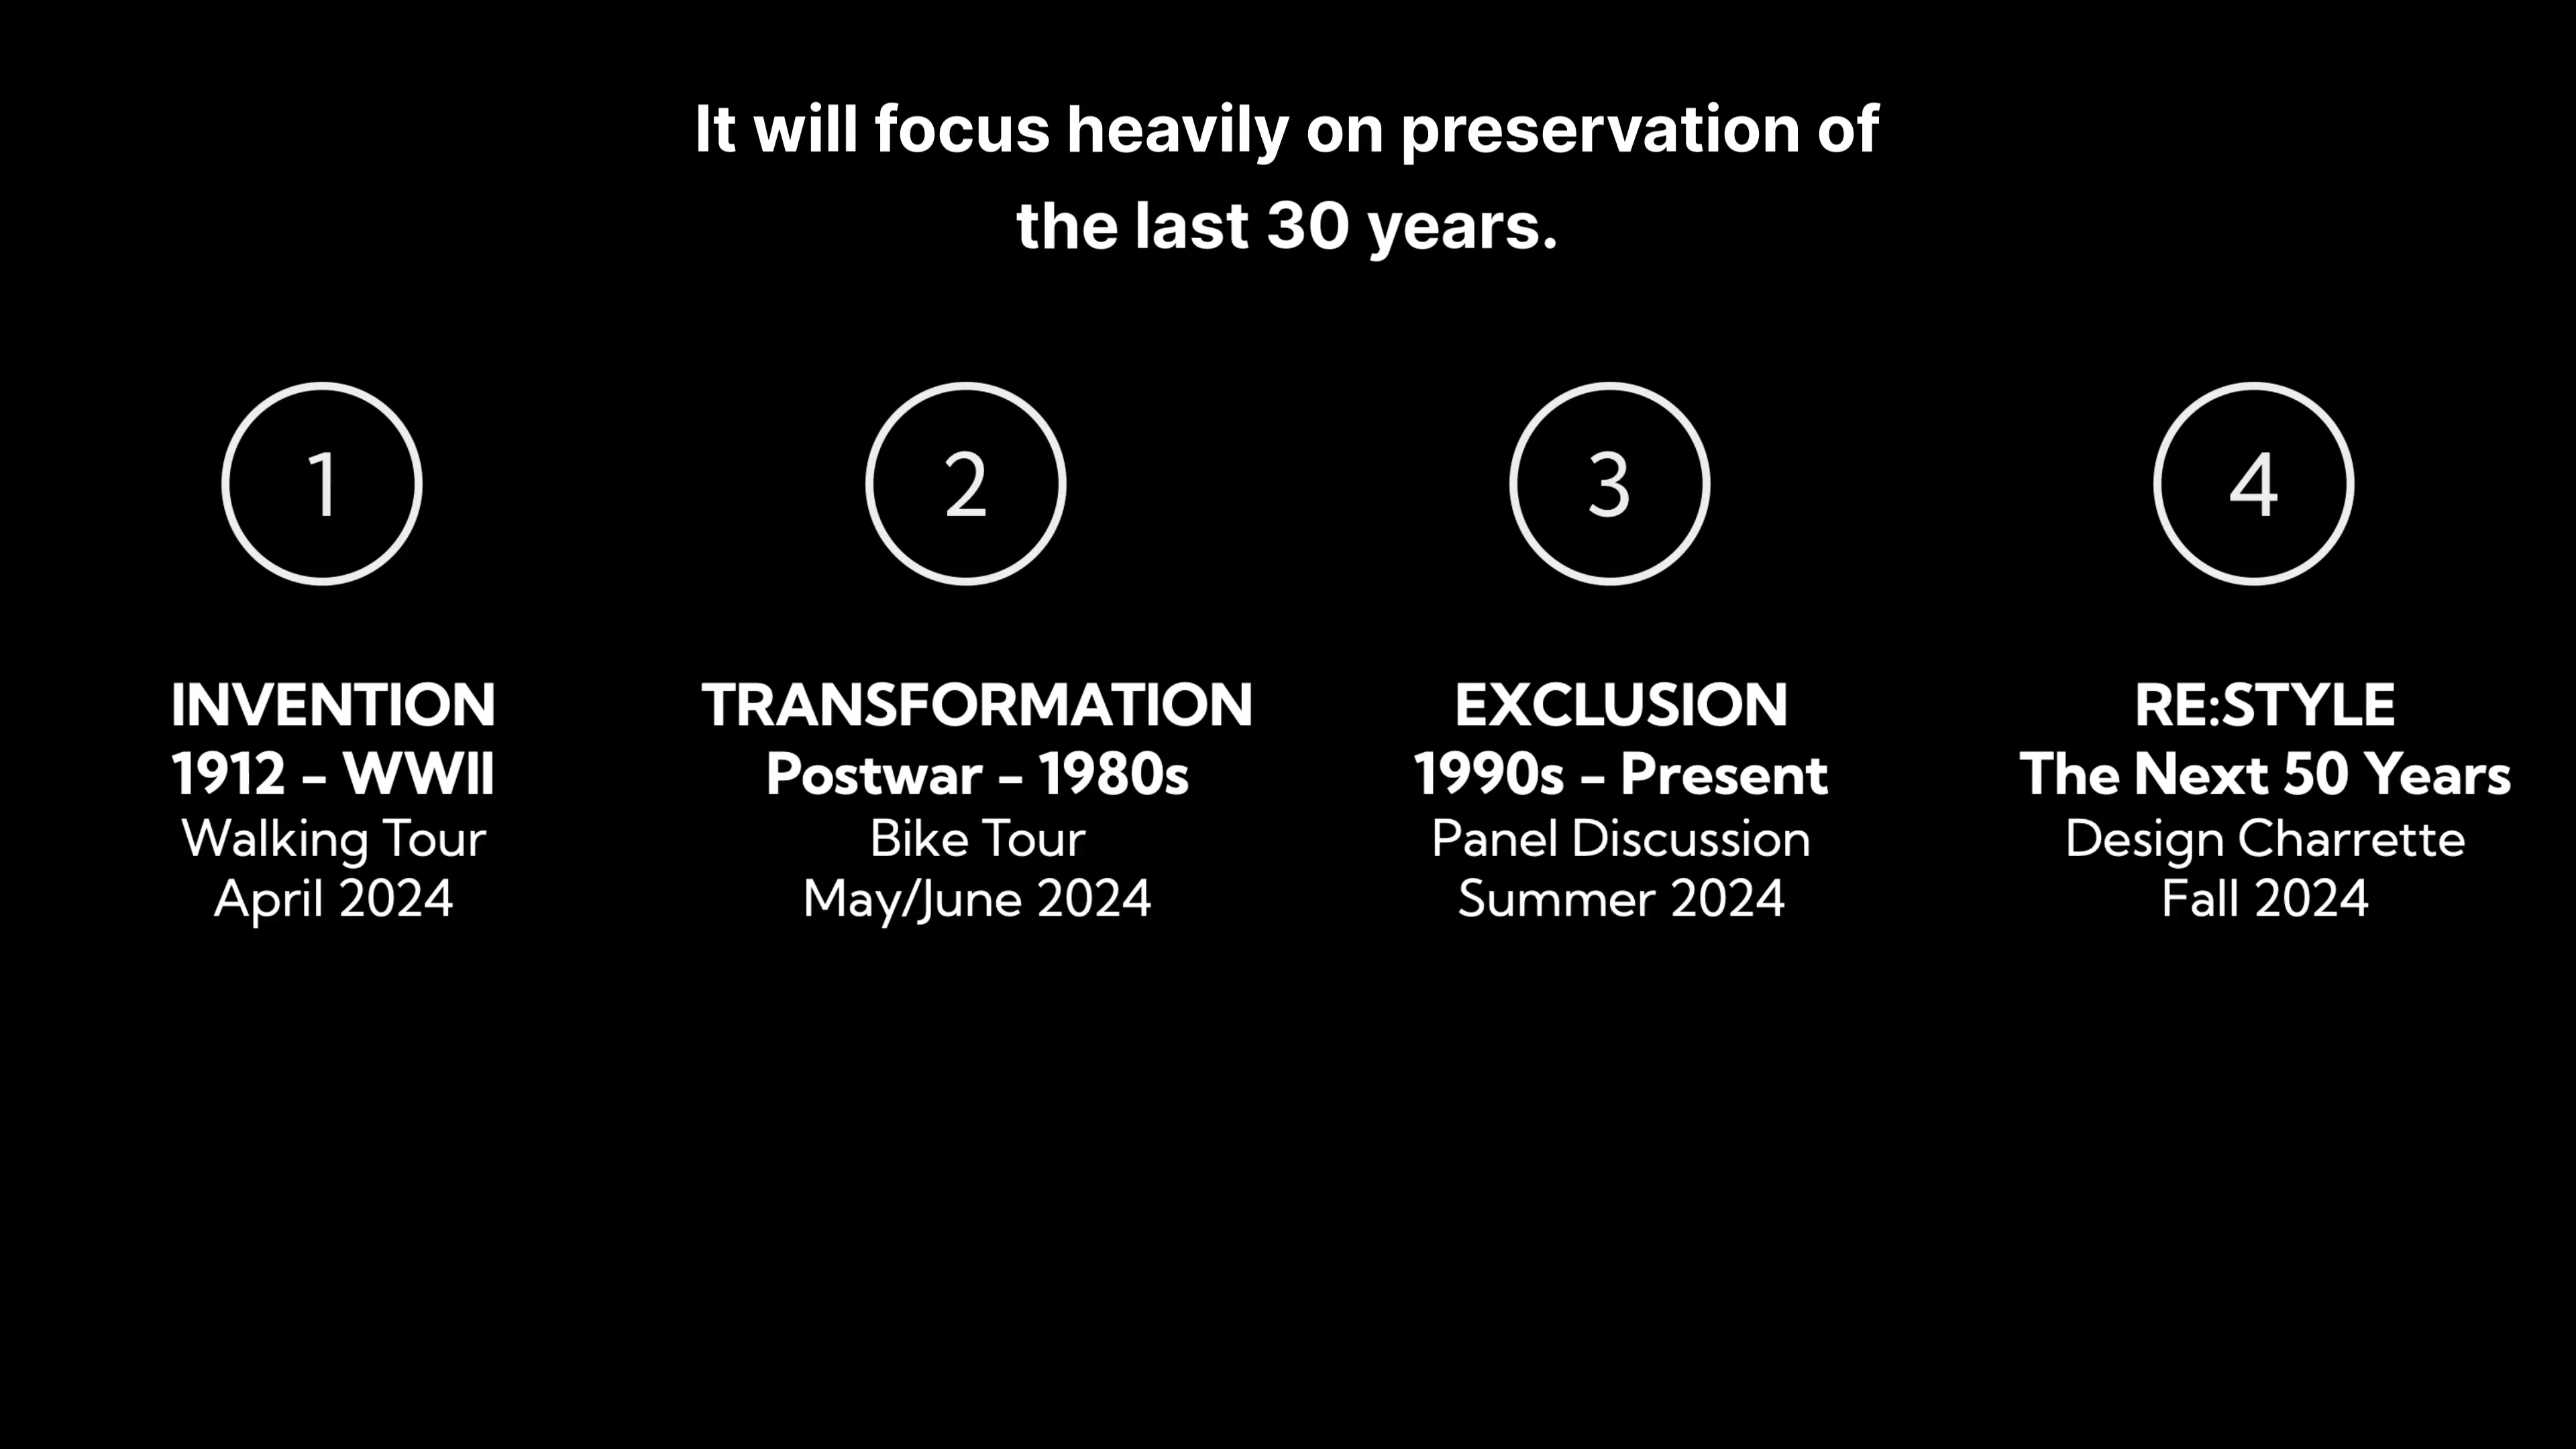 It will focus heavily on preservation of
the last 30 years.
1
2
3
4
INVENTION
1912 – WWII
Walking Tour
April 2024
TRANSFORMATION
Postwar – 1980s
Bike Tour
May/June 2024
EXCLUSION
1990s – Present
Panel Discussion
Summer 2024
RE:STYLE
The Next 50 Years
Design Charrette
Fall 2024